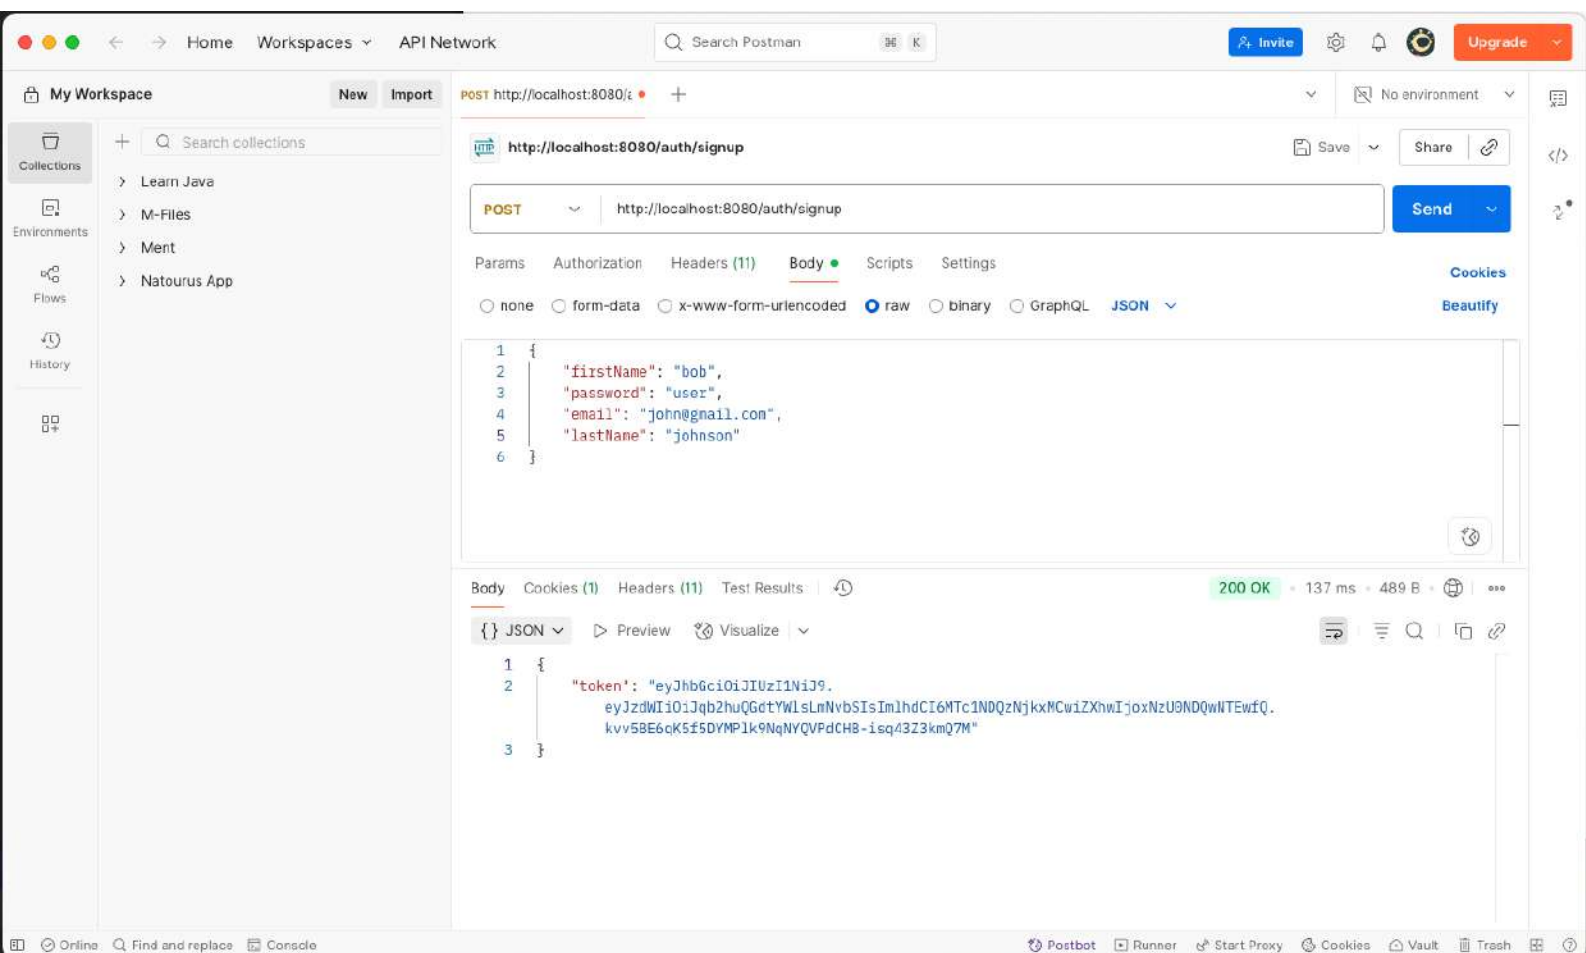 Home Workspaces API Network Search Postman ⌘ K Invite Upgrade
My Workspace New Import POST http://localhost:8080/a No environment
Collections Search collections HTTP http://localhost:8080/auth/signup Save Share
Learn Java
M-Files
Environments
Ment
Natourus App
Flows
History
POST http://localhost:8080/auth/signup Send
Params Authorization Headers (11) Body Scripts Settings Cookies
none form-data x-www-form-urlencoded raw binary GraphQL JSON Beautify
1 {
2 "firstName": "bob",
3 "password": "user",
4 "email": "john@gmail.com",
5 "lastName": "johnson"
6 }
Body Cookies (1) Headers (11) Test Results 200 OK 137 ms 489 B
{} JSON Preview Visualize
1 {
2 "token": "eyJhbGciOiJIUzI1NiJ9.
eyJzdWIiOiJqb2huQGdtYWlsLmNvbSIsImlhdCI6MTc1NDQzNjkxMCwiZXhwIjoxNzU0NDQwNTEwfQ.
3 }
Online Find and replace Console Postbot Runner Start Proxy Cookies Vault Trash